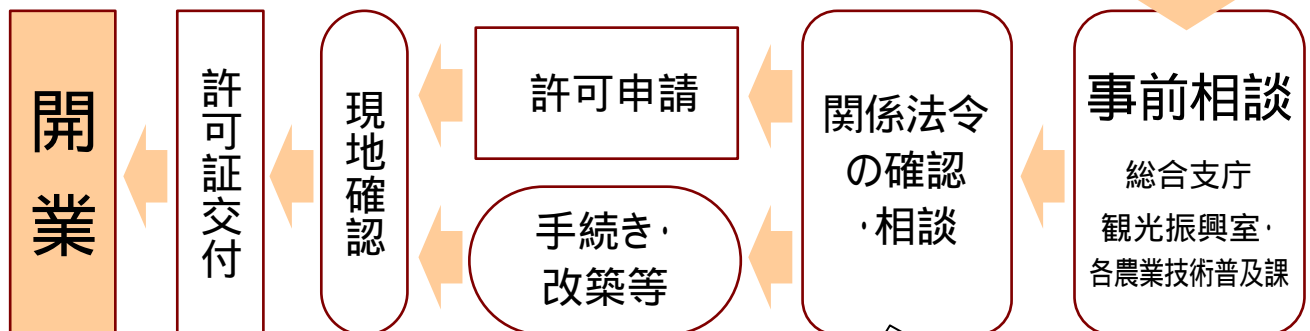 事前相談
総合支庁
観光振興室・
各農業技術普及課
関係法令
の確認
・相談
許可申請
手続き・
改築等
現地確認
許可証交付
開業